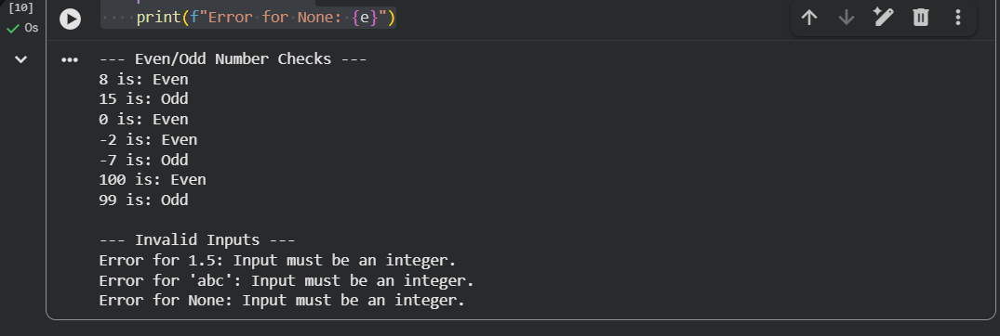 [10]
0s
print(f"Error for None: {e}")
--- Even/Odd Number Checks ---
8 is: Even
15 is: Odd
0 is: Even
-2 is: Even
-7 is: Odd
100 is: Even
99 is: Odd

--- Invalid Inputs ---
Error for 1.5: Input must be an integer.
Error for 'abc': Input must be an integer.
Error for None: Input must be an integer.